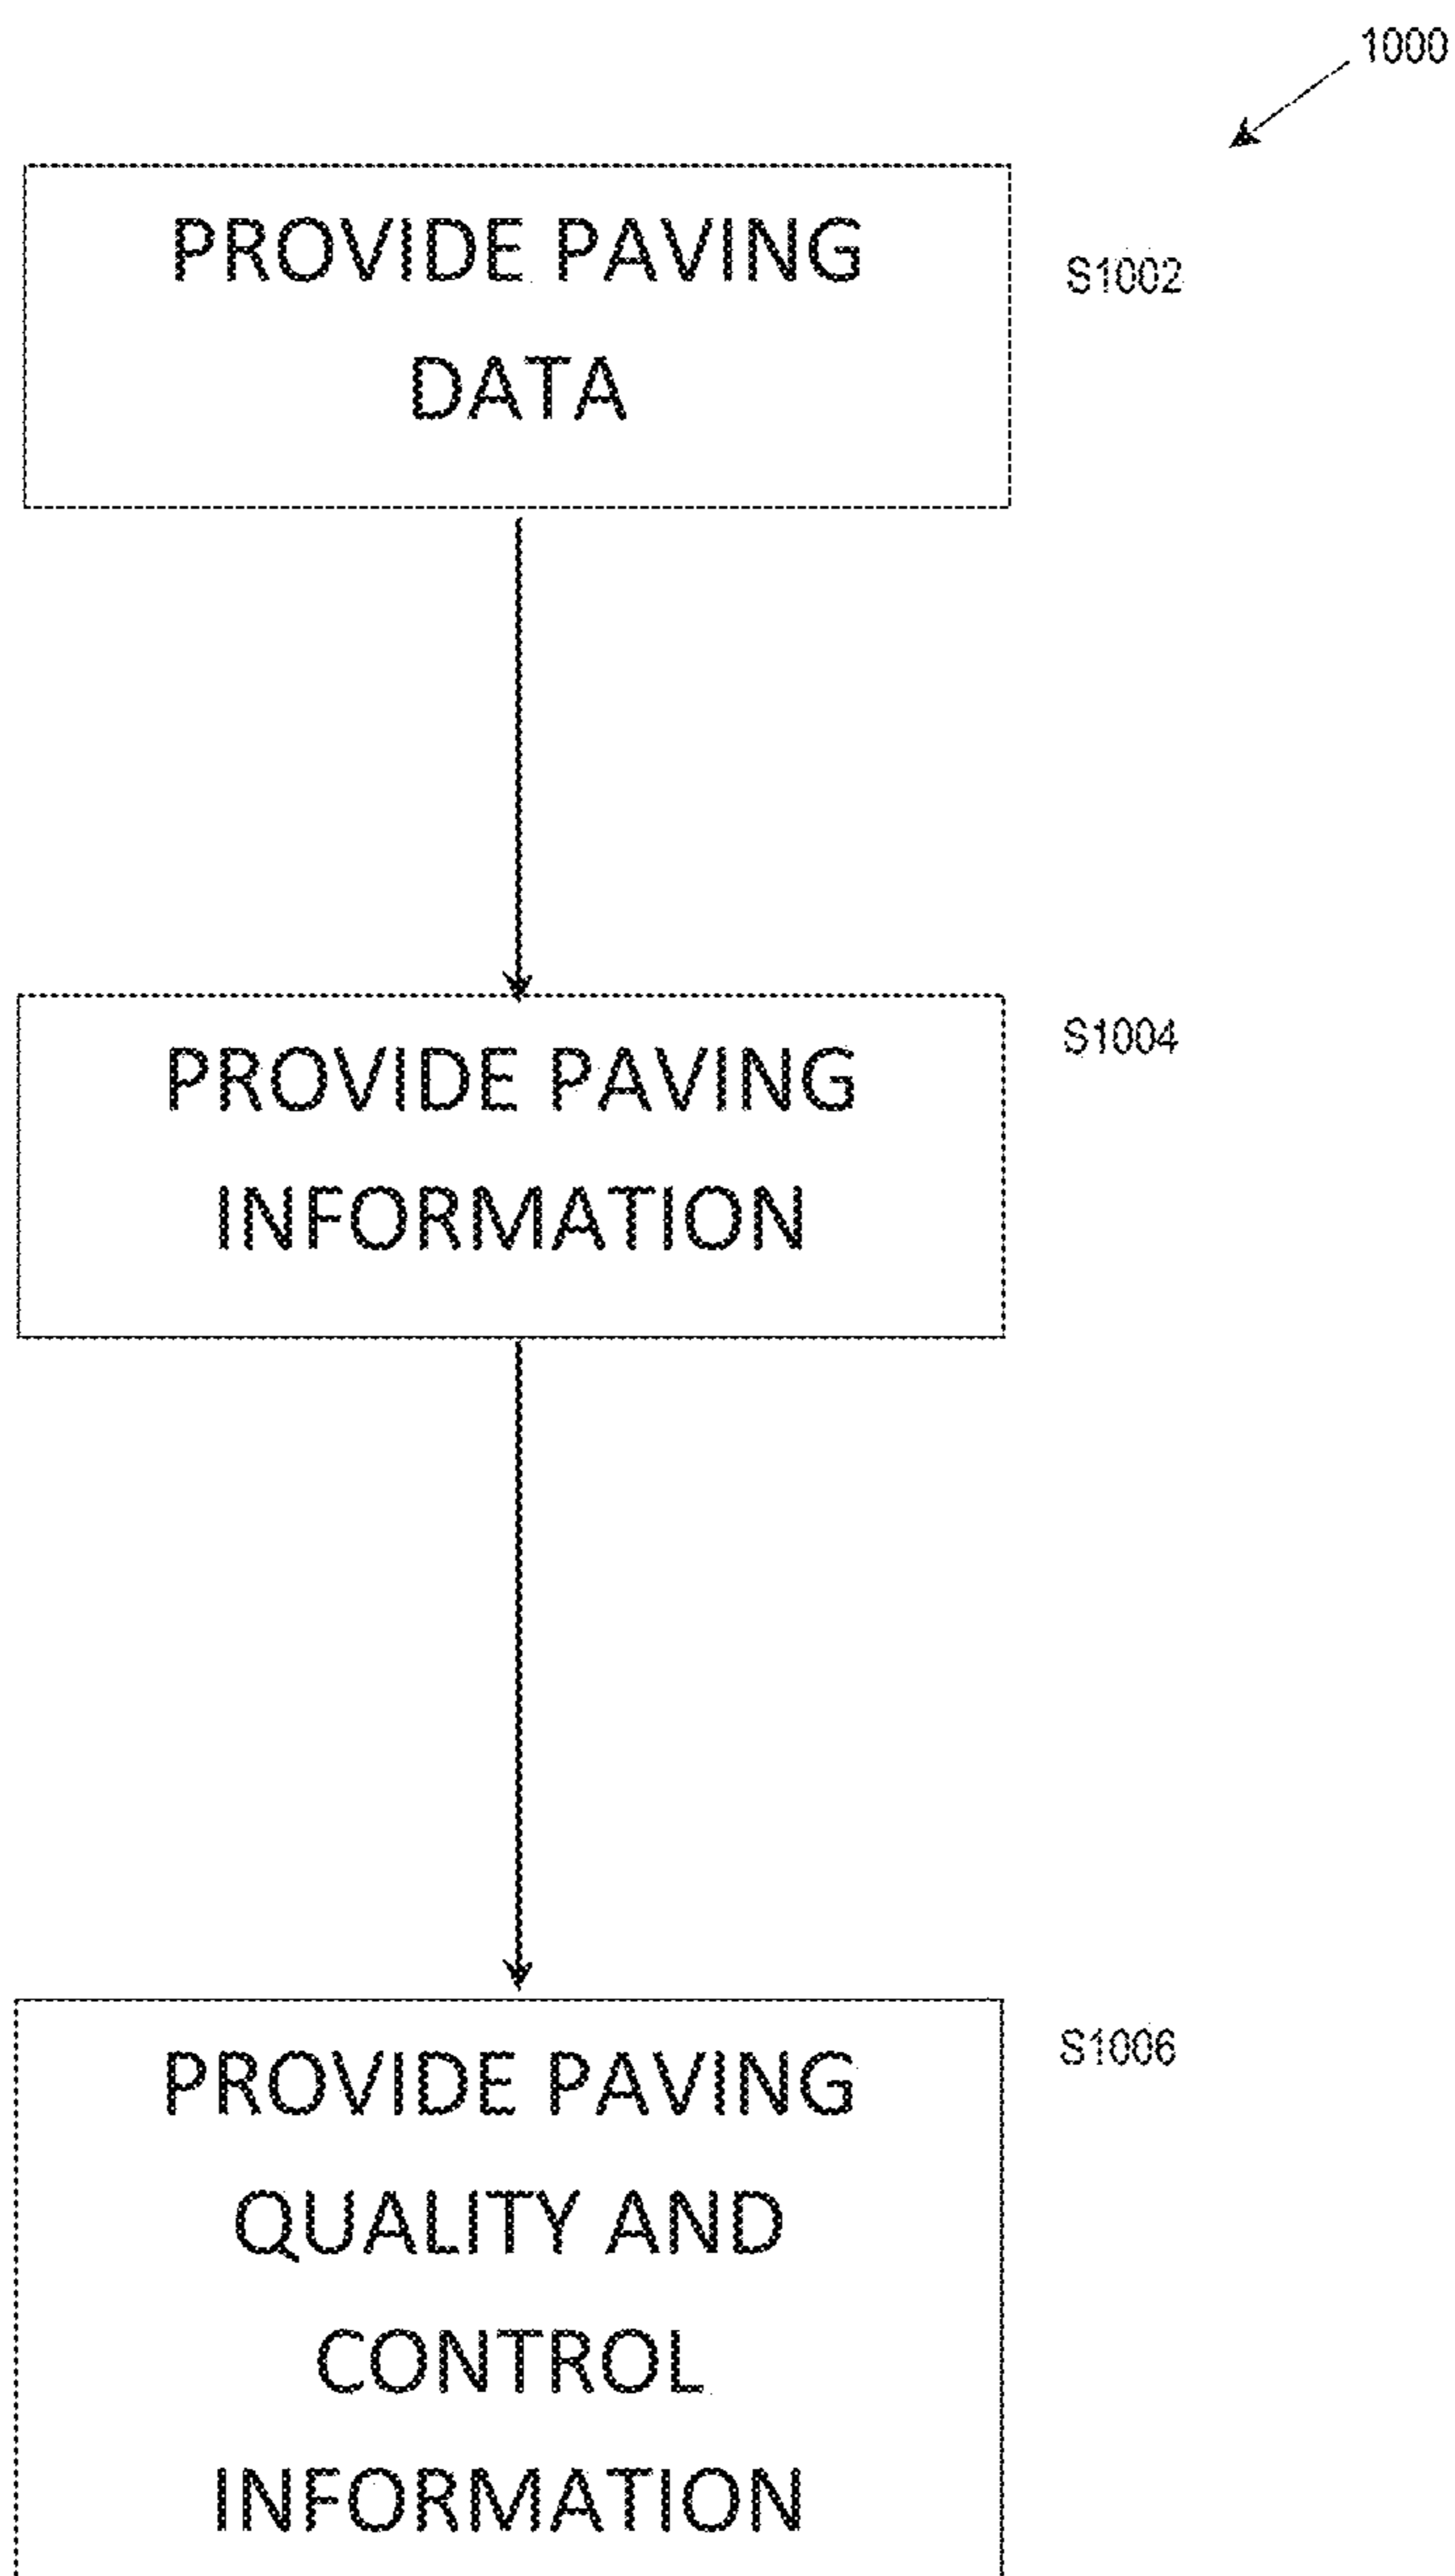 1000
PROVIDE PAVING
DATA
S1002
PROVIDE PAVING
INFORMATION
S1004
PROVIDE PAVING
QUALITY AND
CONTROL
INFORMATION
S1006